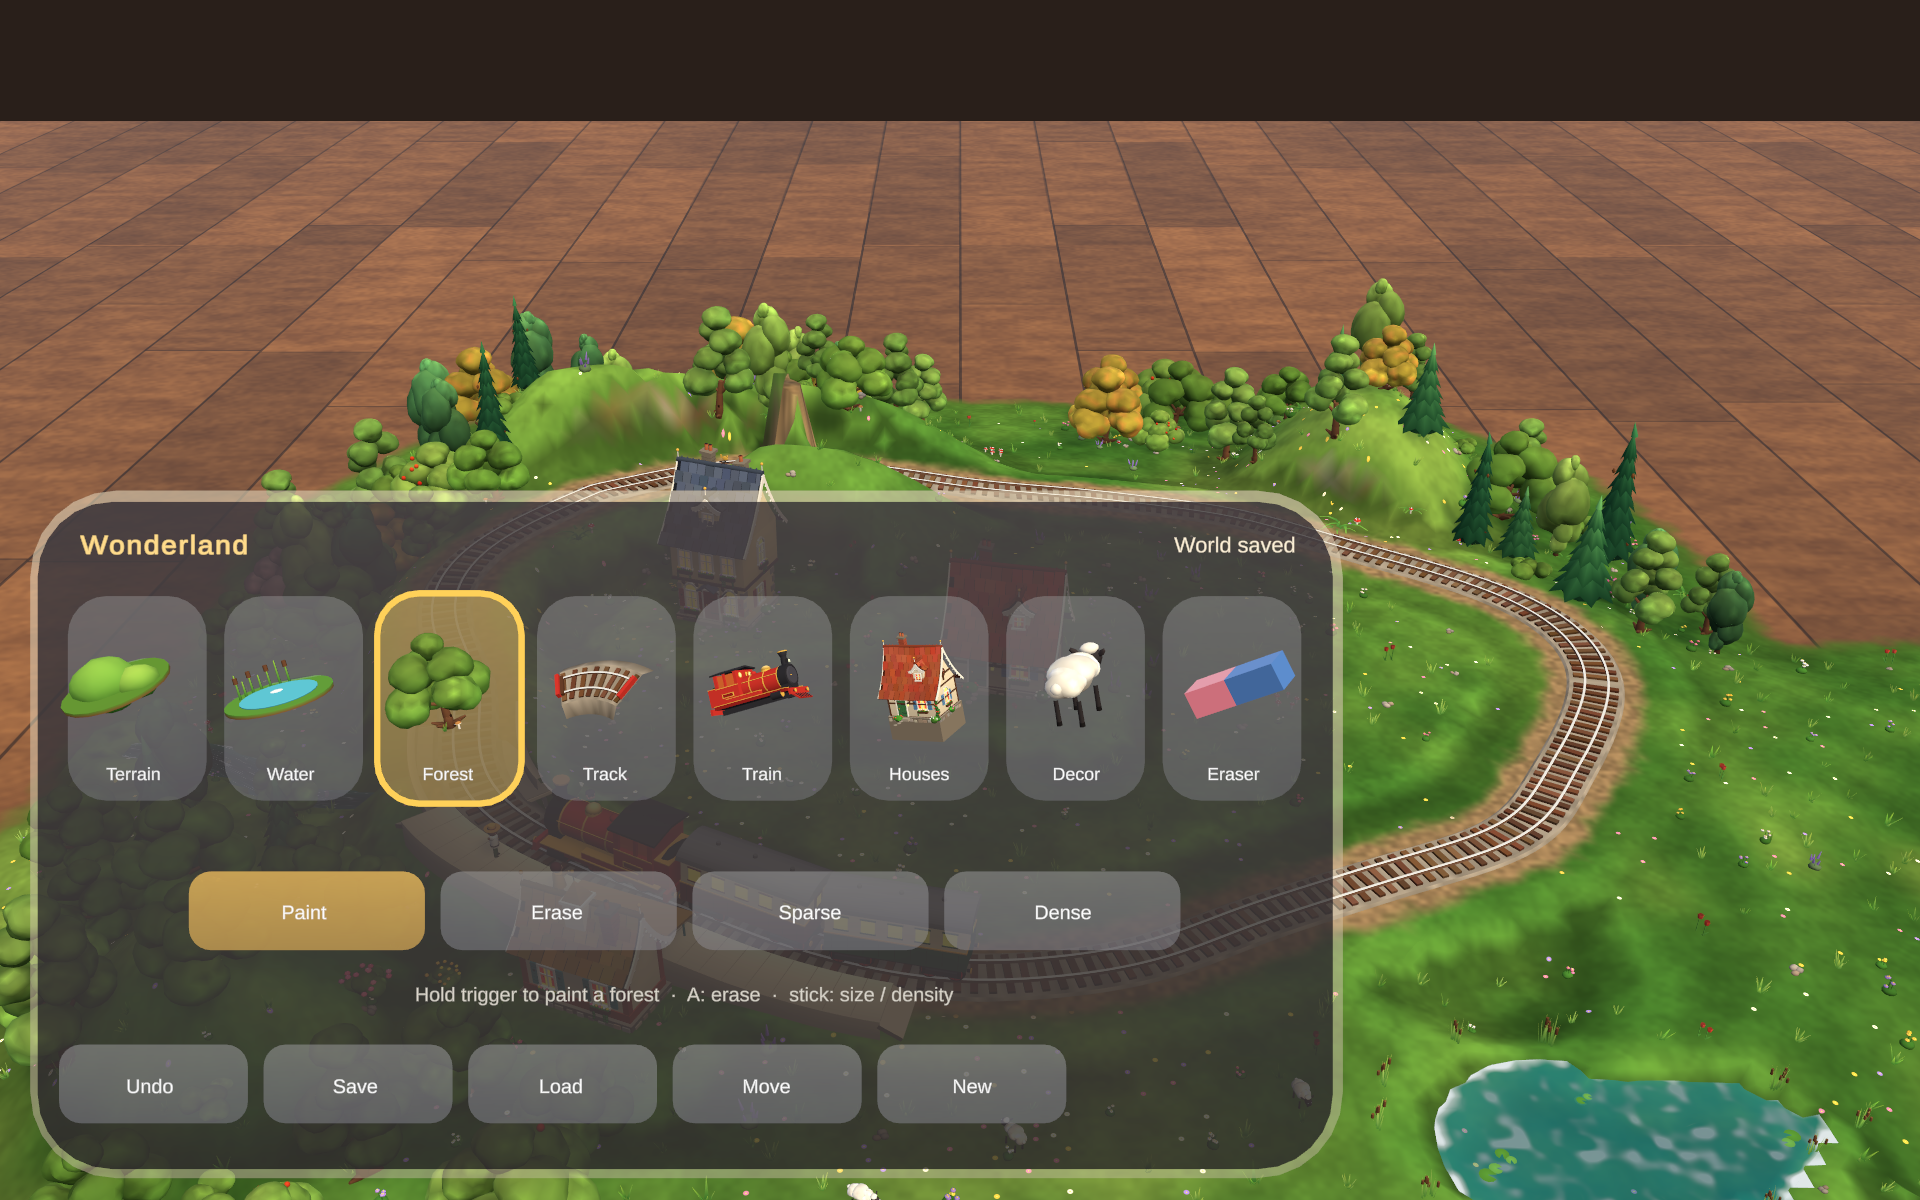 Wonderland
World saved
Terrain
Water
Forest
Track
Train
Houses
Decor
Eraser
Paint
Erase
Sparse
Dense
Hold trigger to paint a forest · A: erase · stick: size / density
Undo
Save
Load
Move
New